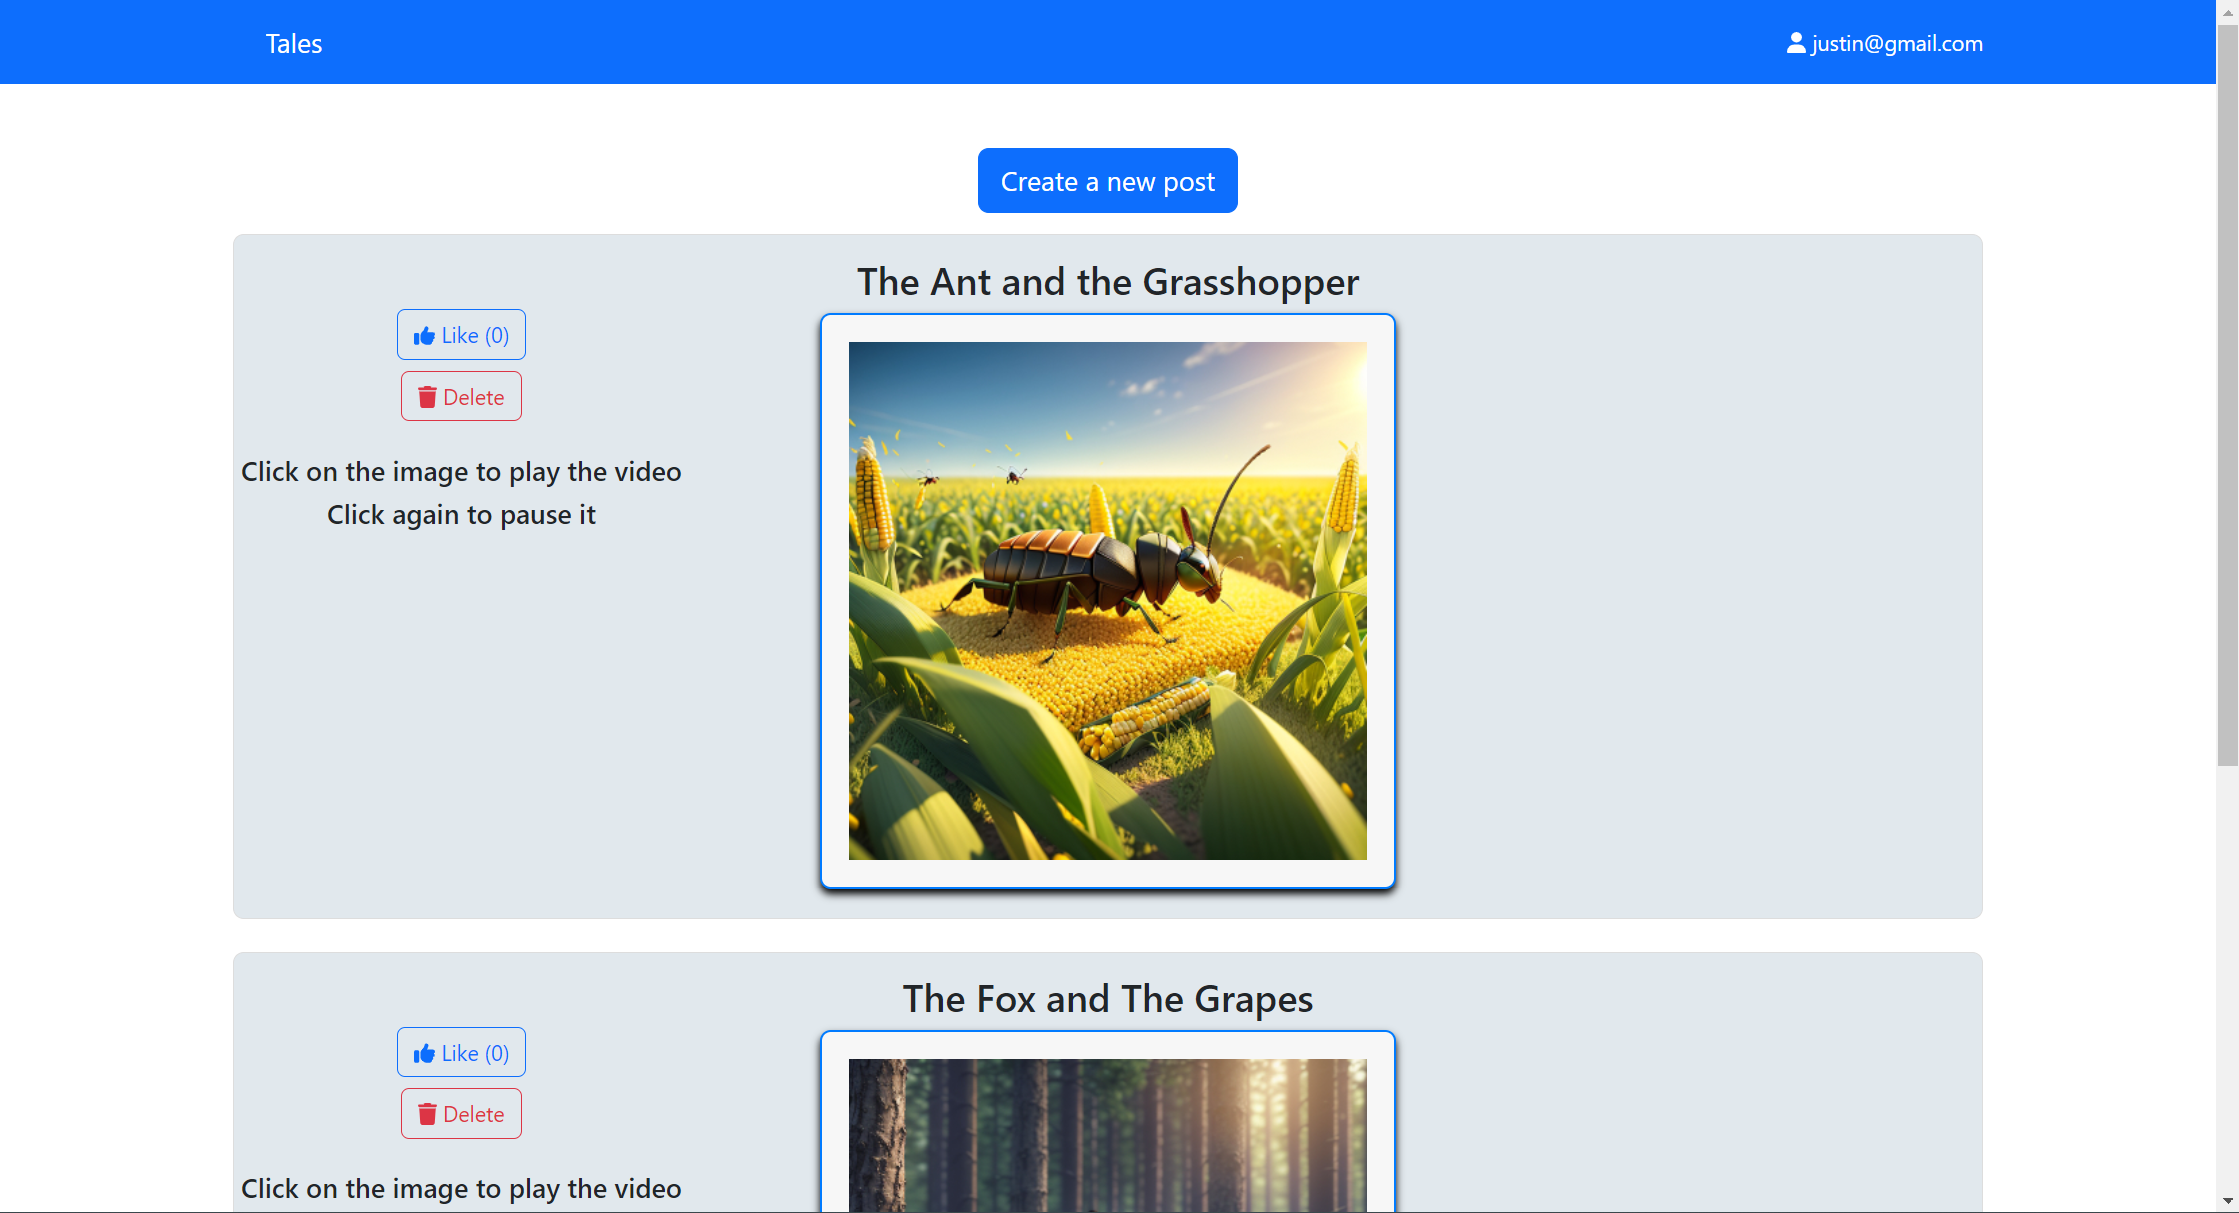 Tales
justin@gmail.com
Create a new post
The Ant and the Grasshopper
Like (0)
Delete
Click on the image to play the video
Click again to pause it
The Fox and The Grapes
Like (0)
Delete
Click on the image to play the video